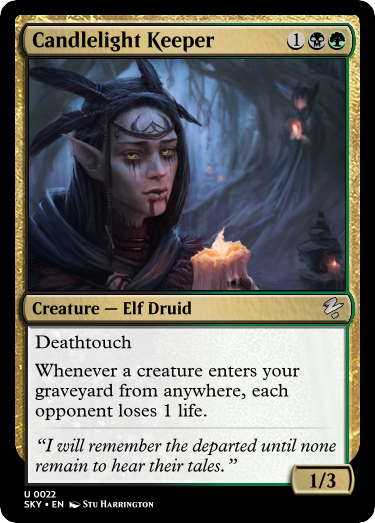 Candlelight Keeper 1
Creature — Elf Druid
Deathtouch
Whenever a creature enters your
graveyard from anywhere, each
opponent loses 1 life.
“I will remember the departed until none
remain to hear their tales.”
1/3
U 0022
SKY • EN Stu Harrington